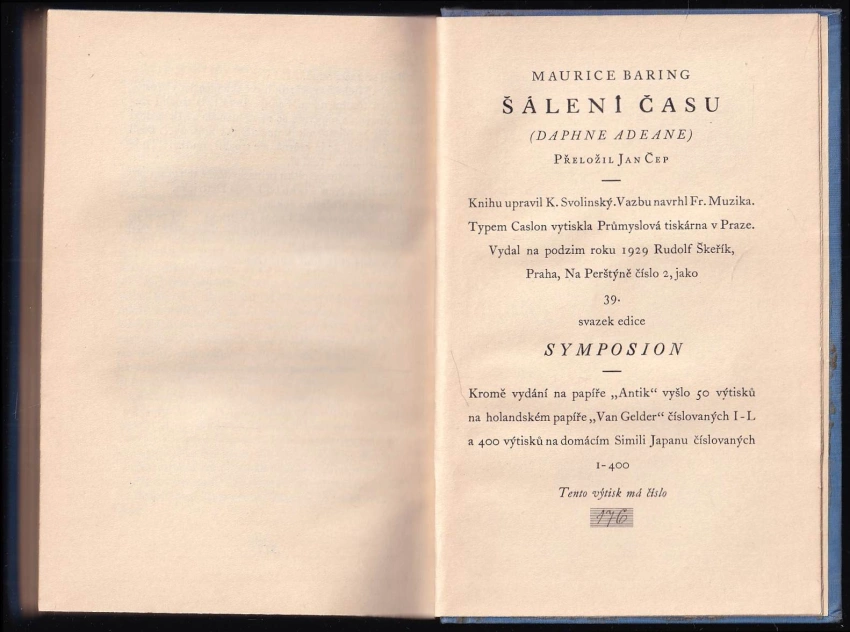 MAURICE BARING
ŠÁLENÍ ČASU
(DAPHNE ADEANE)
PŘELOŽIL JAN ČEP
Knihu upravil K. Svolinský. Vazbu navrhl Fr. Muzika.
Typem Caslon vytiskla Průmyslová tiskárna v Praze.
Vydal na podzim roku 1929 Rudolf Škeřík,
Praha, Na Perštýně číslo 2, jako
39.
svazek edice
SYMPOSION
Kromě vydání na papíře „Antik“ vyšlo 50 výtisků
na holandském papíře „Van Gelder“ číslovaných I-L
a 400 výtisků na domácím Simili Japanu číslovaných
1-400
Tento výtisk má číslo
176